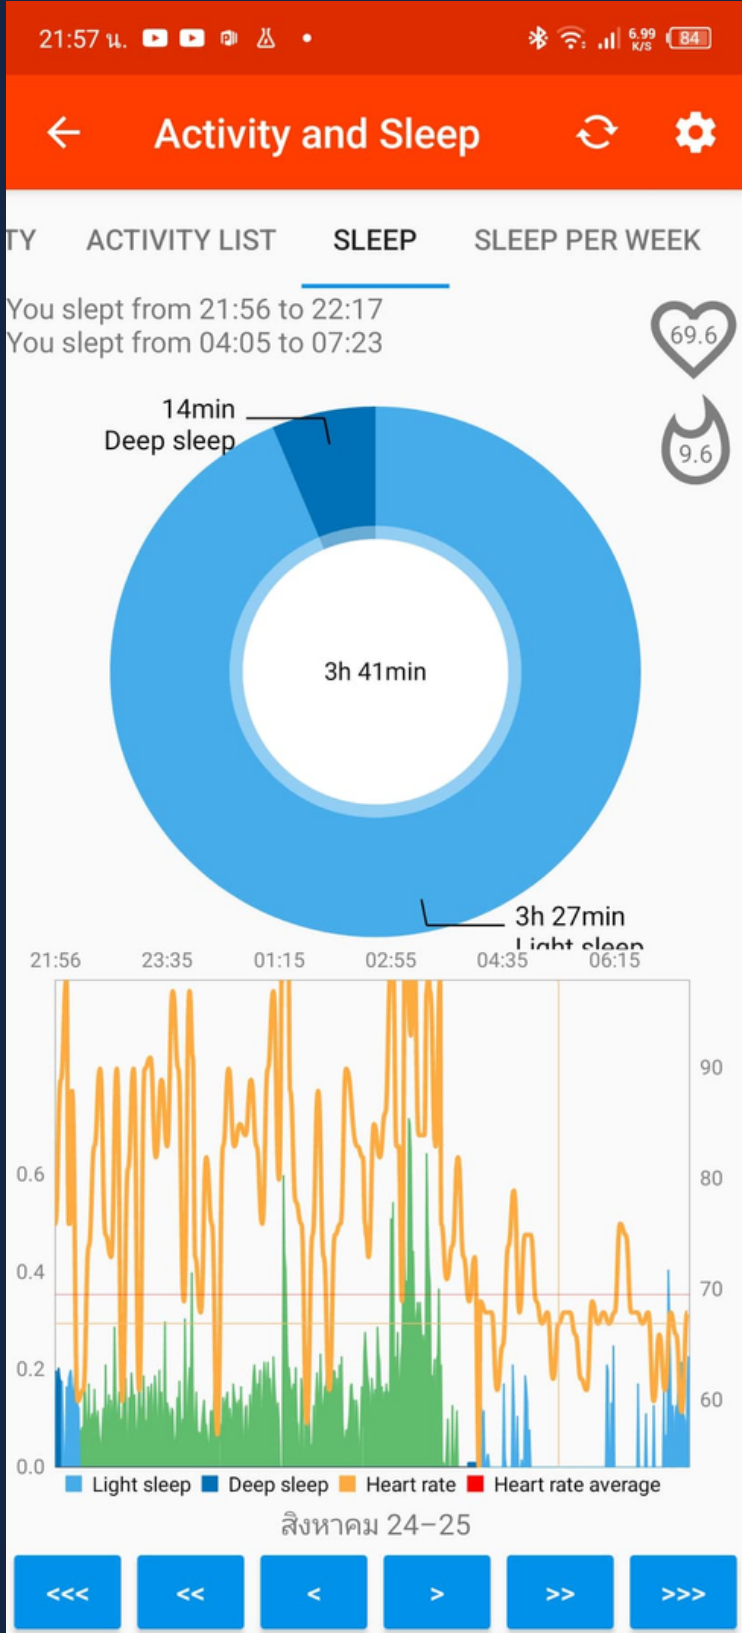 21:57 น.
6.99 K/S
84
Activity and Sleep
TY ACTIVITY LIST SLEEP SLEEP PER WEEK
You slept from 21:56 to 22:17
You slept from 04:05 to 07:23
69.6
9.6
14min
Deep sleep
3h 41min
3h 27min
Light sleep
21:56 23:35 01:15 02:55 04:35 06:15
90
0.6 80
0.4 70
0.2 60
0.0
Light sleep Deep sleep Heart rate Heart rate average
สิงหาคม 24–25
<<< << < > >> >>>